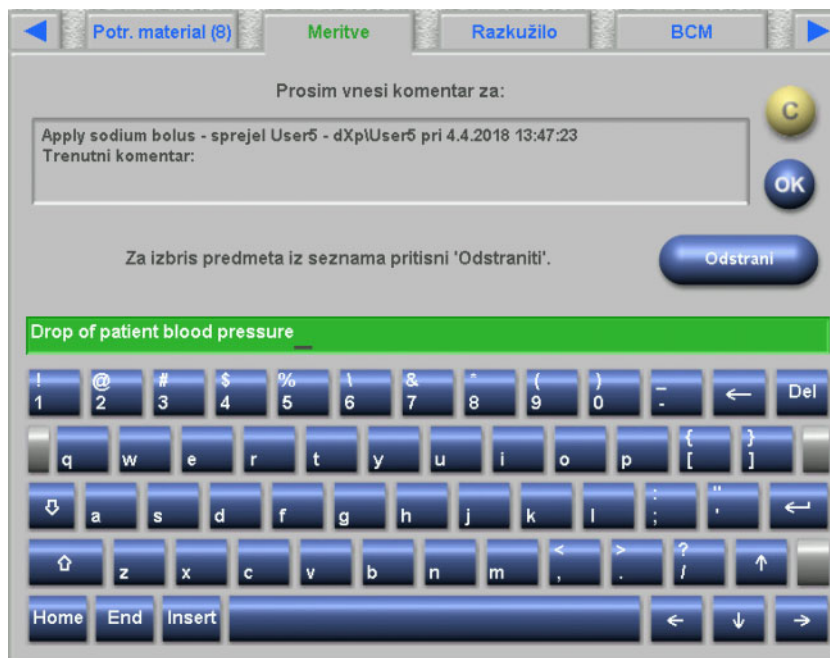 Potr. material (8) Meritve Razkužilo BCM
Prosim vnesi komentar za:
C
Apply sodium bolus - sprejel User5 - dXp\User5 pri 4.4.2018 13:47:23
Trenutni komentar:
OK
Za izbris predmeta iz seznama pritisni 'Odstraniti'.
Odstrani
Drop of patient blood pressure_
! @ # $ % \ & * ( ) _
1 2 3 4 5 6 7 8 9 0 - ← Del
{ }
q w e r t y u i o p [ ]
: "
a s d f g h j k l ; '
< > ?
z x c v b n m , . /
Home End Insert